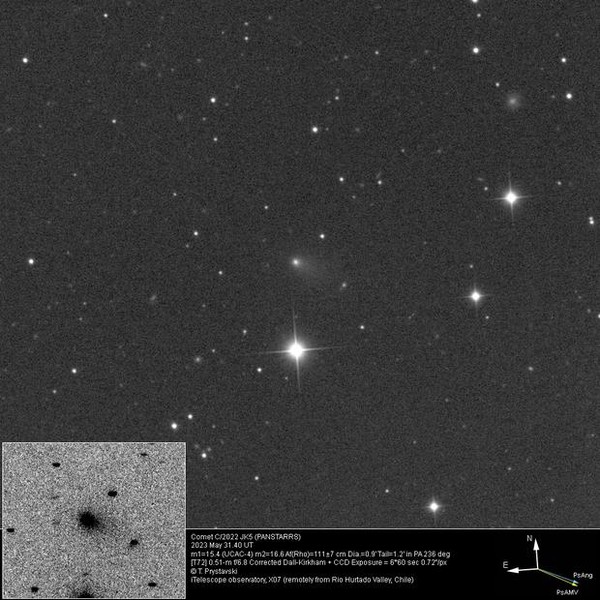 Comet C/2022 JK5 (PANSTARRS)
2023 May 31.40 UT
m1=15.4 (UCAC-4) m2=16.6 Af(Rho)=111±7 cm Dia.=0.9' Tail=1.2' in PA 236 deg
[T72] 0.51-m f/6.8 Corrected Dall-Kirkham + CCD Exposure = 6*60 sec 0.72"/px
© T. Prystavski
iTelescope observatory, X07 (remotely from Rio Hurtado Valley, Chile)
N
E
PsAng
PsAMV